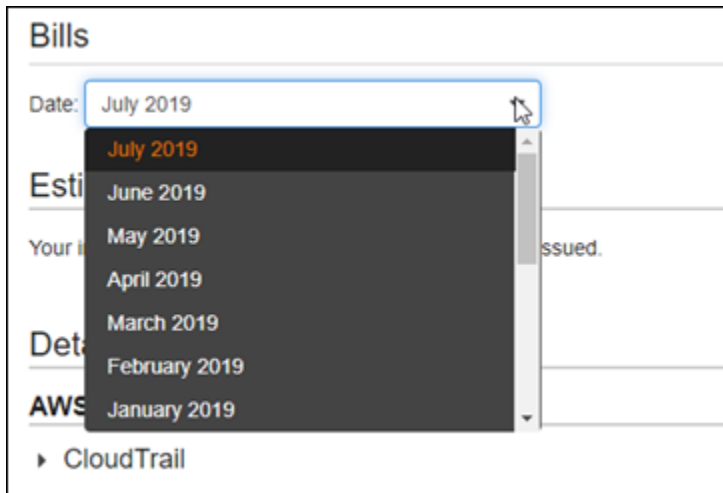 Bills
Date: July 2019
July 2019
Esti
June 2019
Your i
May 2019
ssued.
April 2019
March 2019
Deta
February 2019
AWS
January 2019
CloudTrail